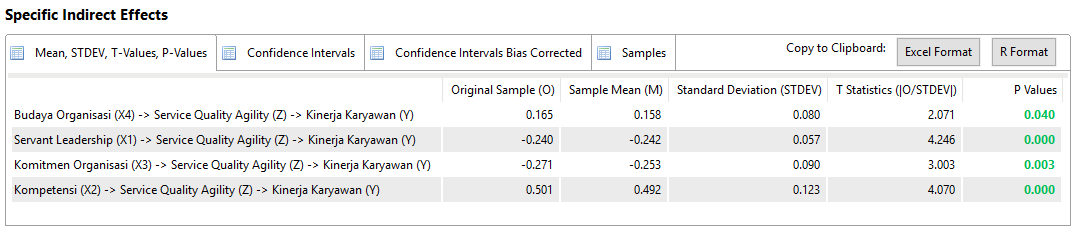 Specific Indirect Effects
Mean, STDEV, T-Values, P-Values Confidence Intervals Confidence Intervals Bias Corrected Samples Copy to Clipboard: Excel Format R Format
Original Sample (O) Sample Mean (M) Standard Deviation (STDEV) T Statistics (|O/STDEV|) P Values
Budaya Organisasi (X4) -> Service Quality Agility (Z) -> Kinerja Karyawan (Y) 0.165 0.158 0.080 2.071 0.040
Servant Leadership (X1) -> Service Quality Agility (Z) -> Kinerja Karyawan (Y) -0.240 -0.242 0.057 4.246 0.000
Komitmen Organisasi (X3) -> Service Quality Agility (Z) -> Kinerja Karyawan (Y) -0.271 -0.253 0.090 3.003 0.003
Kompetensi (X2) -> Service Quality Agility (Z) -> Kinerja Karyawan (Y) 0.501 0.492 0.123 4.070 0.000